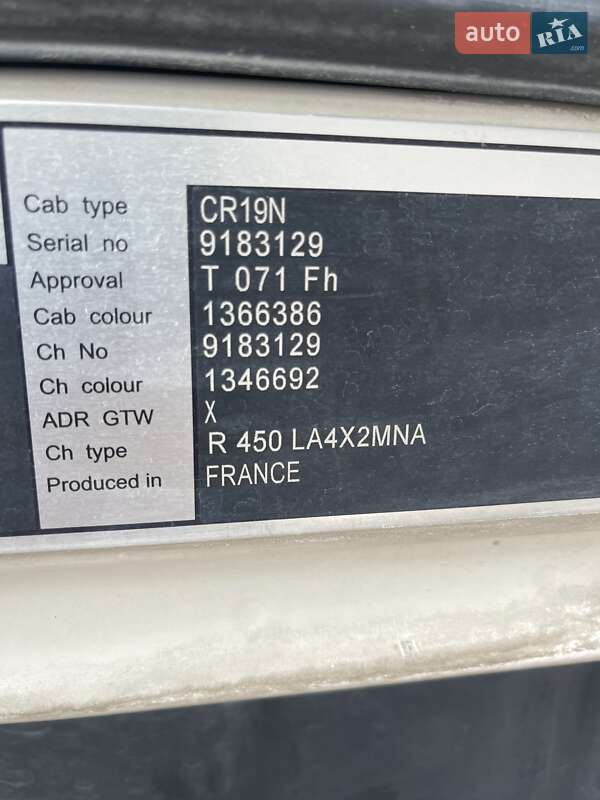 auto RIA .com
Cab type CR19N
Serial no 9183129
Approval T 071 Fh
Cab colour 1366386
Ch No 9183129
Ch colour 1346692
ADR GTW X
Ch type R 450 LA4X2MNA
Produced in FRANCE